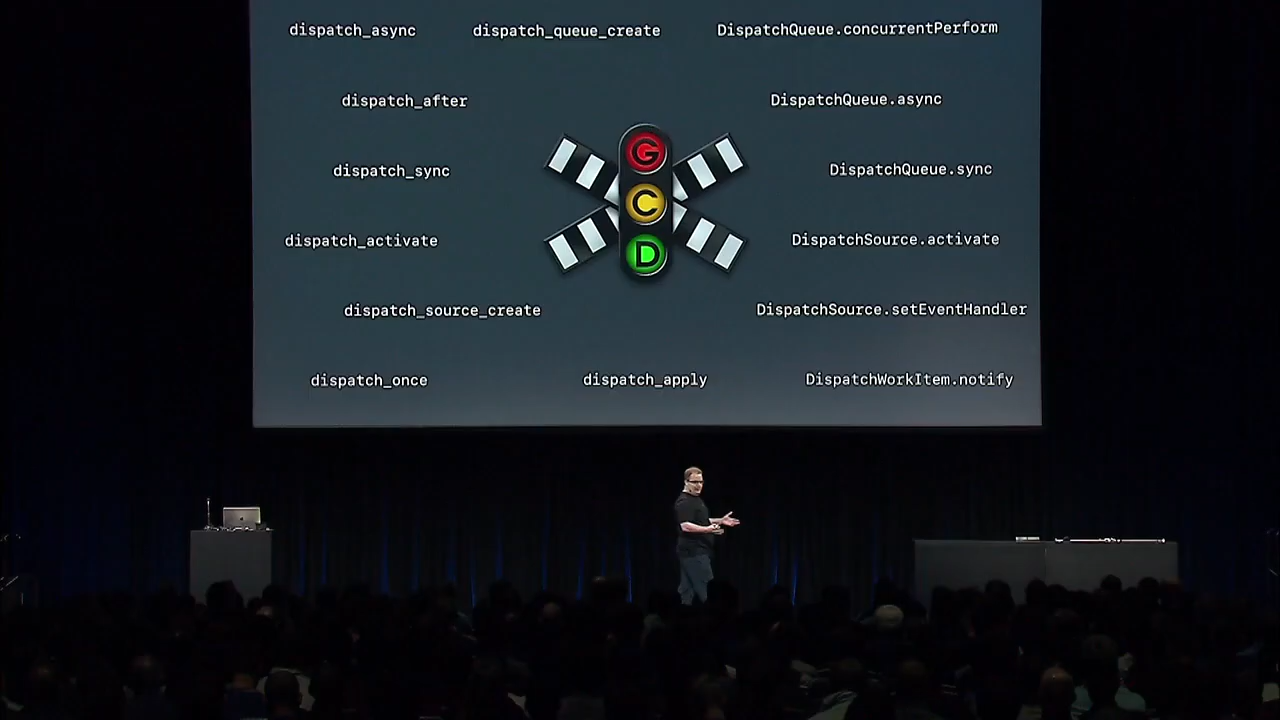 dispatch_async dispatch_queue_create DispatchQueue.concurrentPerform
dispatch_after DispatchQueue.async
G
dispatch_sync DispatchQueue.sync
C
dispatch_activate DispatchSource.activate
D
dispatch_source_create DispatchSource.setEventHandler
dispatch_once dispatch_apply DispatchWorkItem.notify